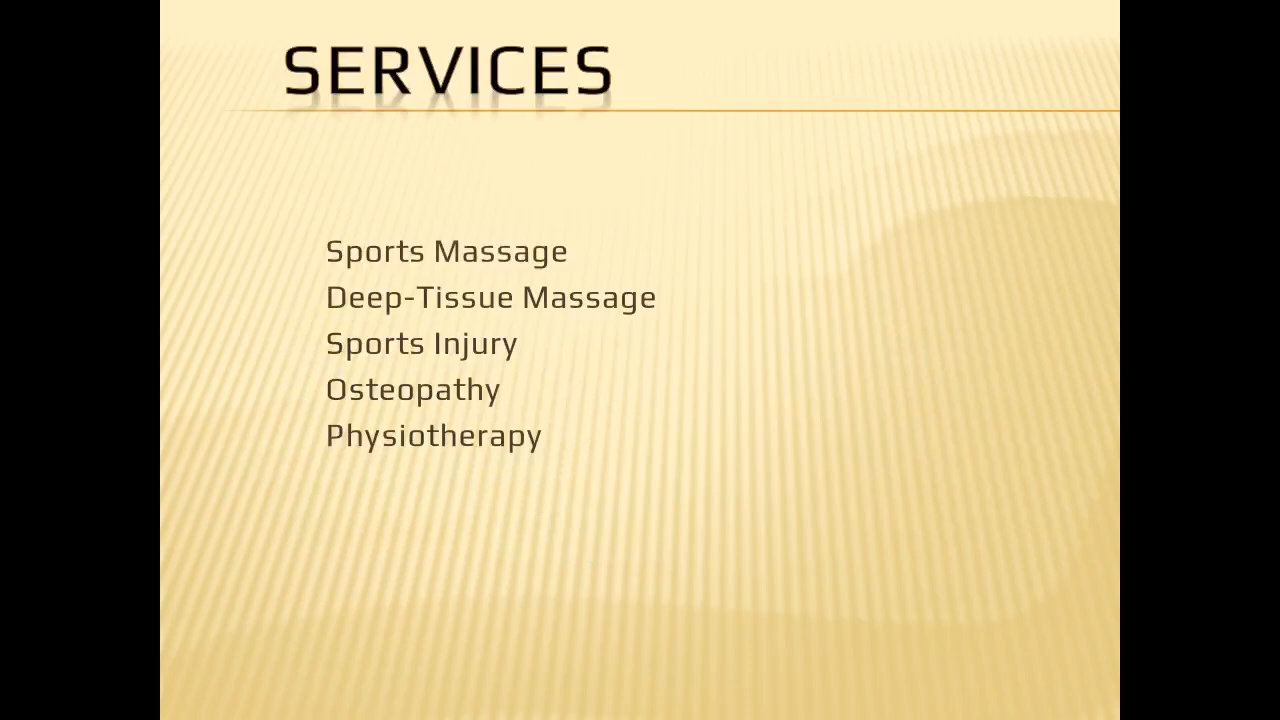 SERVICES
Sports Massage
Deep-Tissue Massage
Sports Injury
Osteopathy
Physiotherapy